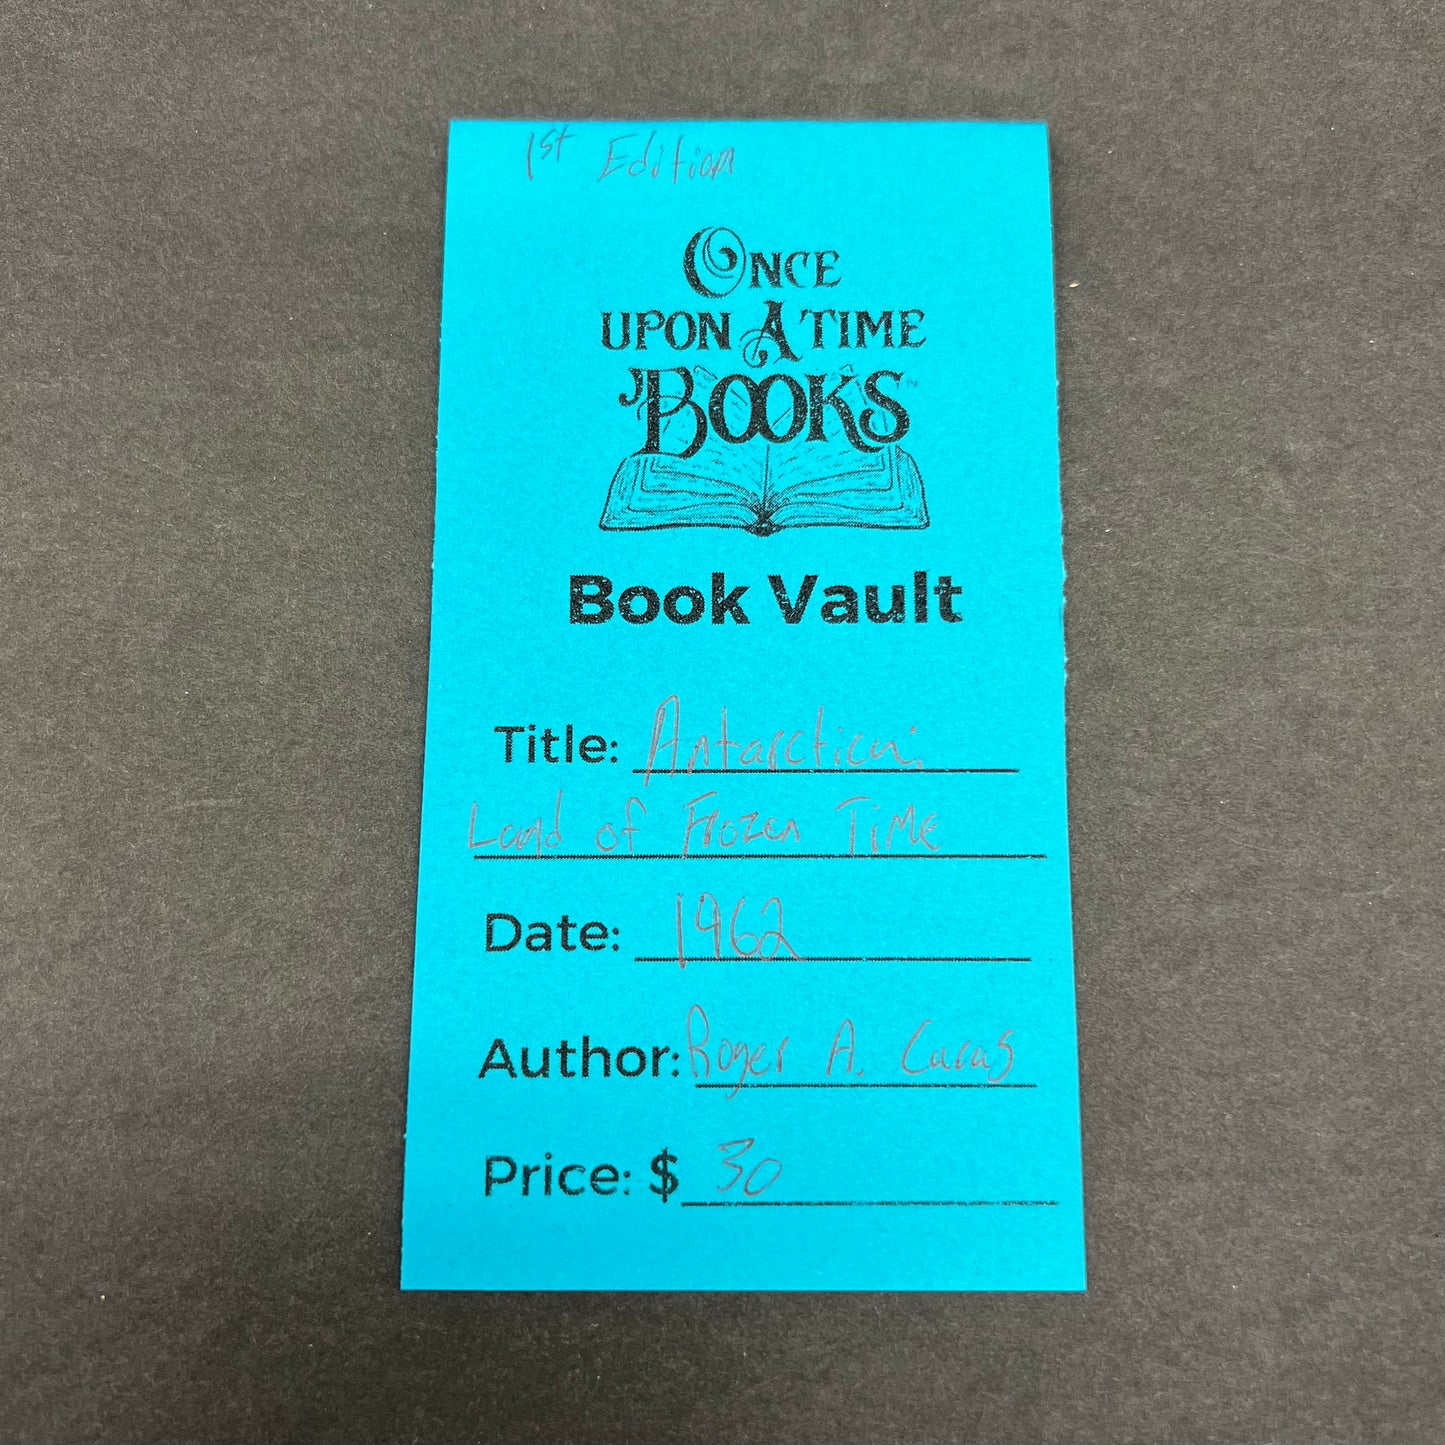 1st Edition
ONCE
UPON A TIME
BOOKS™
Book Vault
Title: Antarctica:
Land of Frozen Time
Date: 1962
Author: Roger A. Caras
Price: $ 30